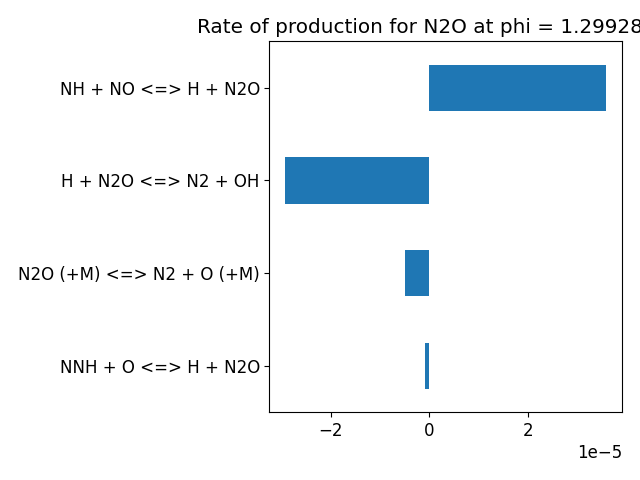 Rate of production for N2O at phi = 1.29928
NH + NO <=> H + N2O
H + N2O <=> N2 + OH
N2O (+M) <=> N2 + O (+M)
NNH + O <=> H + N2O
−2 0 2
1e−5